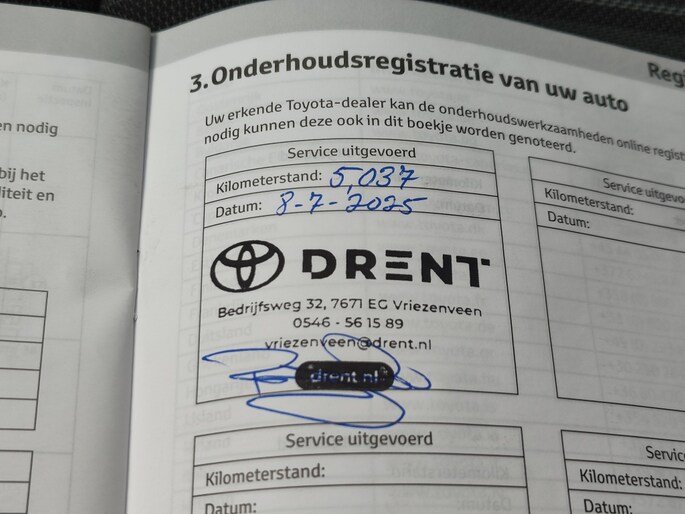 en nodig
bij het
liteit en
3. Onderhoudsregistratie van uw auto
Uw erkende Toyota-dealer kan de onderhoudswerkzaamheden online regist
nodig kunnen deze ook in dit boekje worden genoteerd.
Service uitgevoerd
Kilometerstand: 5,037
Datum: 8-7-2025
DRENT
Bedrijfsweg 32, 7671 EG Vriezenveen
0546 - 56 15 89
vriezenveen@drent.nl
drent.nl
Service uitgevoerd
Kilometerstand:
Datum:
Regi
Service uitgevo
Kilometerstand:
Datum:
Servic
Kilometerstand:
Datum: